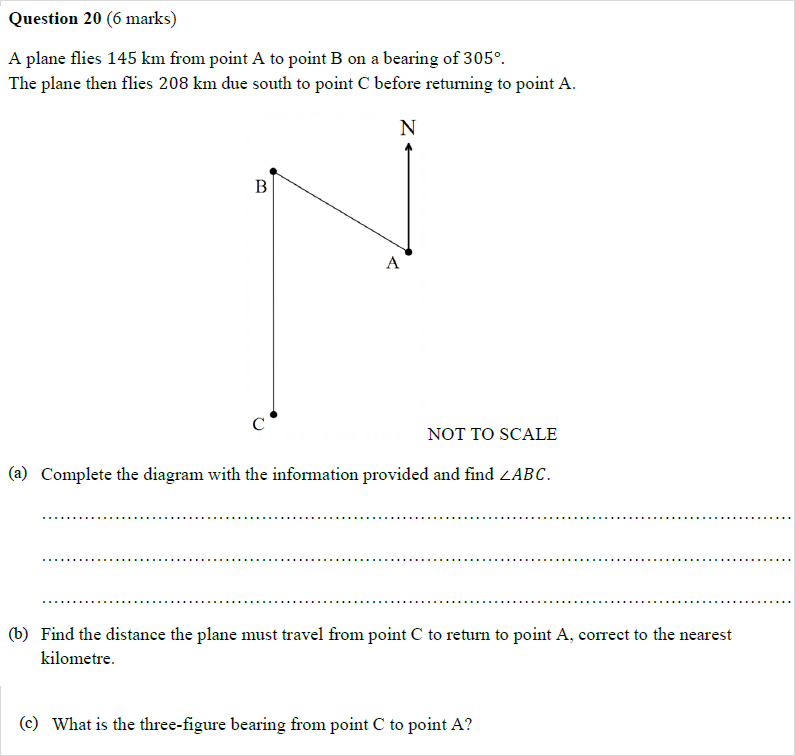 Question 20 (6 marks)
A plane flies 145 km from point A to point B on a bearing of 305°.
The plane then flies 208 km due south to point C before returning to point A.
N
B
A
C
NOT TO SCALE
(a) Complete the diagram with the information provided and find ∠ABC.
(b) Find the distance the plane must travel from point C to return to point A, correct to the nearest
kilometre.
(c) What is the three-figure bearing from point C to point A?